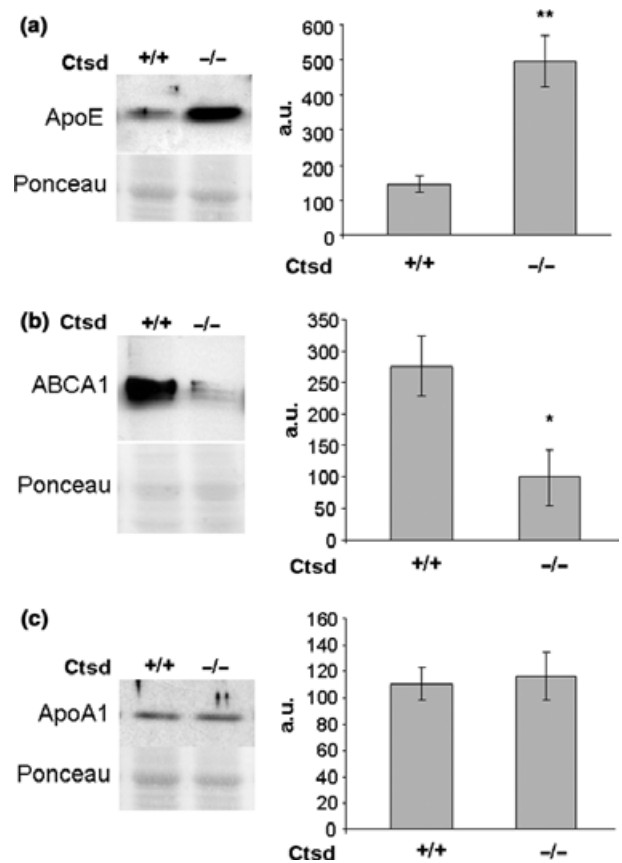 (a)
Ctsd +/+ –/–
ApoE
Ponceau
a.u.
600
500
400
300
200
100
0
**
Ctsd +/+ –/–
(b) Ctsd +/+ –/–
ABCA1
Ponceau
a.u.
350
300
250
200
150
100
50
0
*
Ctsd +/+ –/–
(c)
Ctsd +/+ –/–
ApoA1
Ponceau
a.u.
160
140
120
100
80
60
40
20
0
Ctsd +/+ –/–